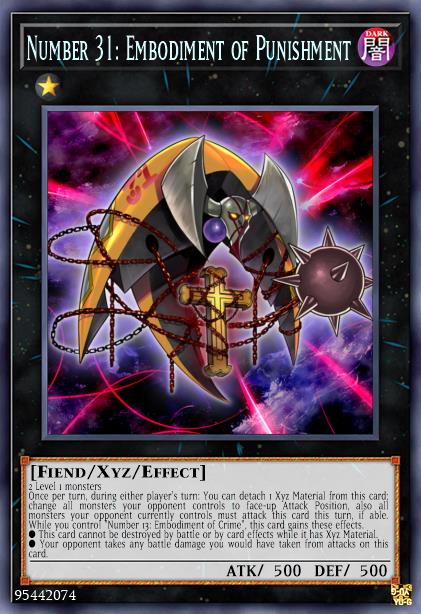 Number 31: Embodiment of Punishment
DARK
闇
31
[Fiend/Xyz/Effect]
2 Level 1 monsters
Once per turn, during either player's turn: You can detach 1 Xyz Material from this card;
change all monsters your opponent controls to face-up Attack Position, also all
monsters your opponent currently controls must attack this card this turn, if able.
While you control "Number 13: Embodiment of Crime", this card gains these effects.
● This card cannot be destroyed by battle or by card effects while it has Xyz Material.
● Your opponent takes any battle damage you would have taken from attacks on this
card.
ATK/ 500 DEF/ 500
95442074